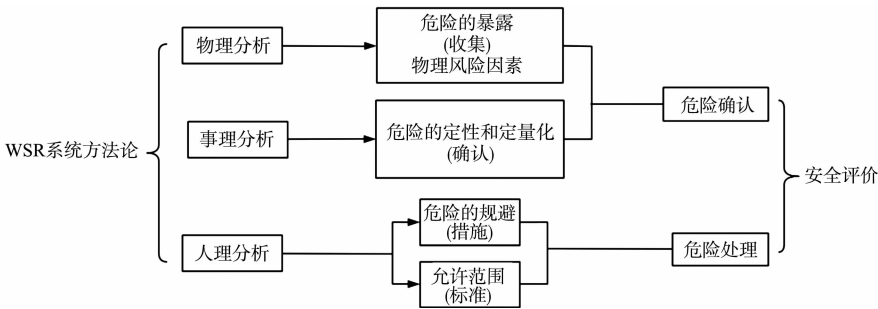 WSR系统方法论
物理分析
危险的暴露
(收集)
物理风险因素
事理分析
危险的定性和定量化
(确认)
危险确认
人理分析
危险的规避
(措施)
允许范围
(标准)
危险处理
安全评价